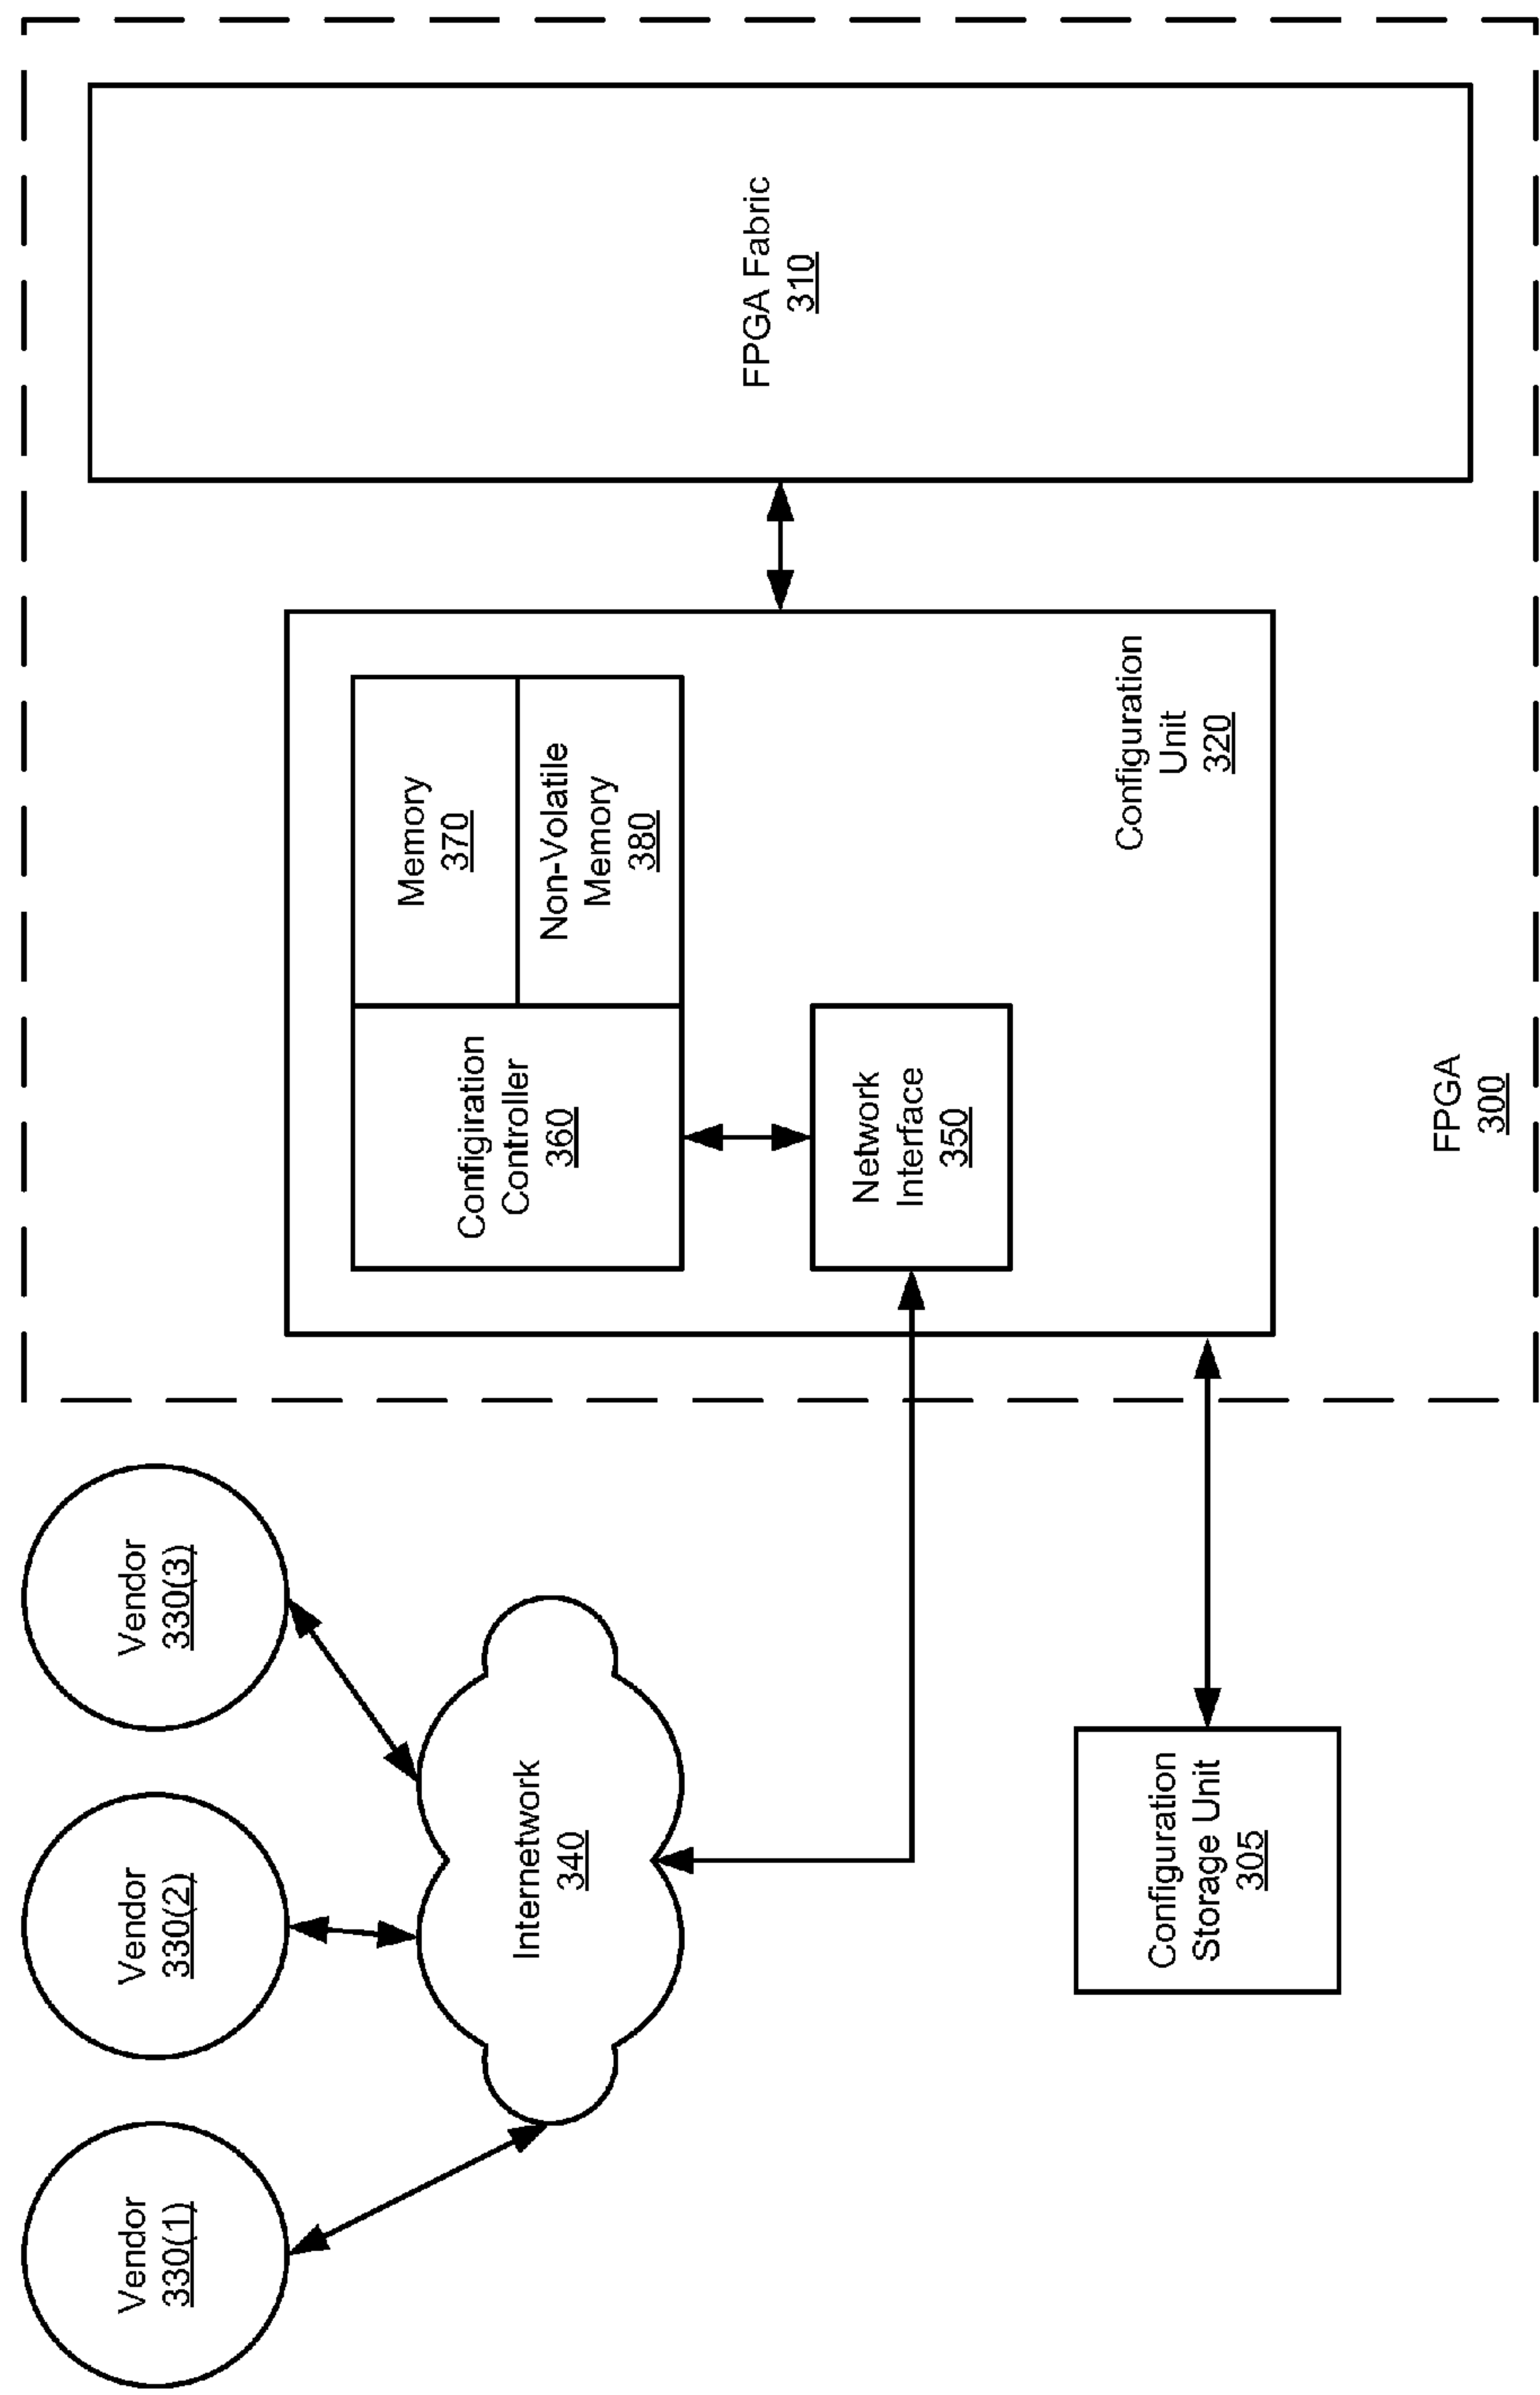 Vendor
330(1)
Vendor
330(2)
Vendor
330(3)
Internetwork
340
Configuration
Storage Unit
305
Configiration
Controller
360
Memory
370
Non-Volatile
Memory
380
Network
Interface
350
Configuration
Unit
320
FPGA
300
FPGA Fabric
310